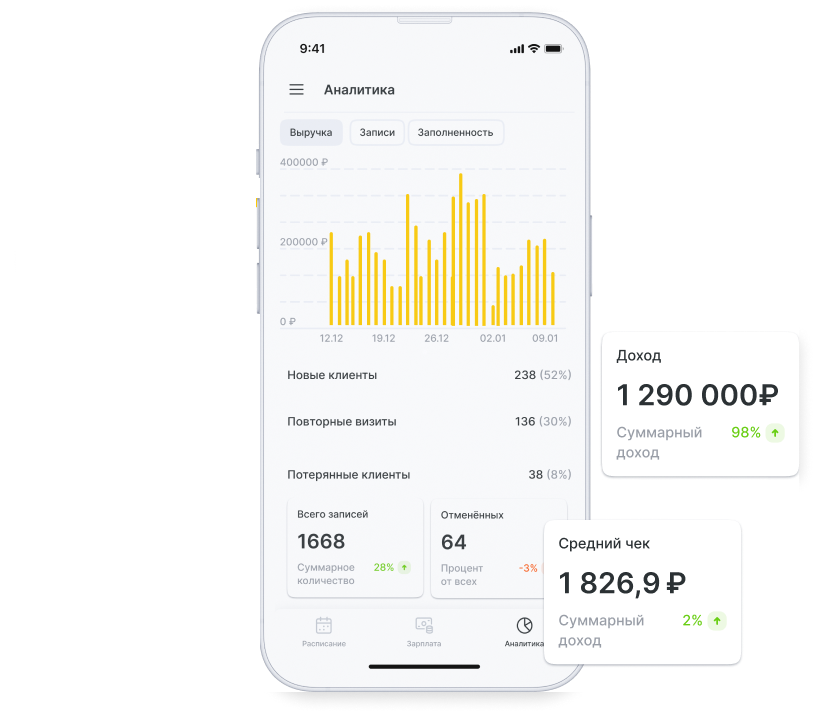 9:41
Аналитика
Выручка
Записи
Заполненность
400000 ₽
200000 ₽
0 ₽
12.12
19.12
26.12
02.01
09.01
Новые клиенты
238 (52%)
Повторные визиты
136 (30%)
Потерянные клиенты
38 (8%)
Всего записей
1668
Суммарное
количество
28%
Отменённых
64
Процент
от всех
-3%
Расписание
Зарплата
Аналитика
Доход
1 290 000₽
Суммарный
доход
98%
Средний чек
1 826,9 ₽
Суммарный
доход
2%